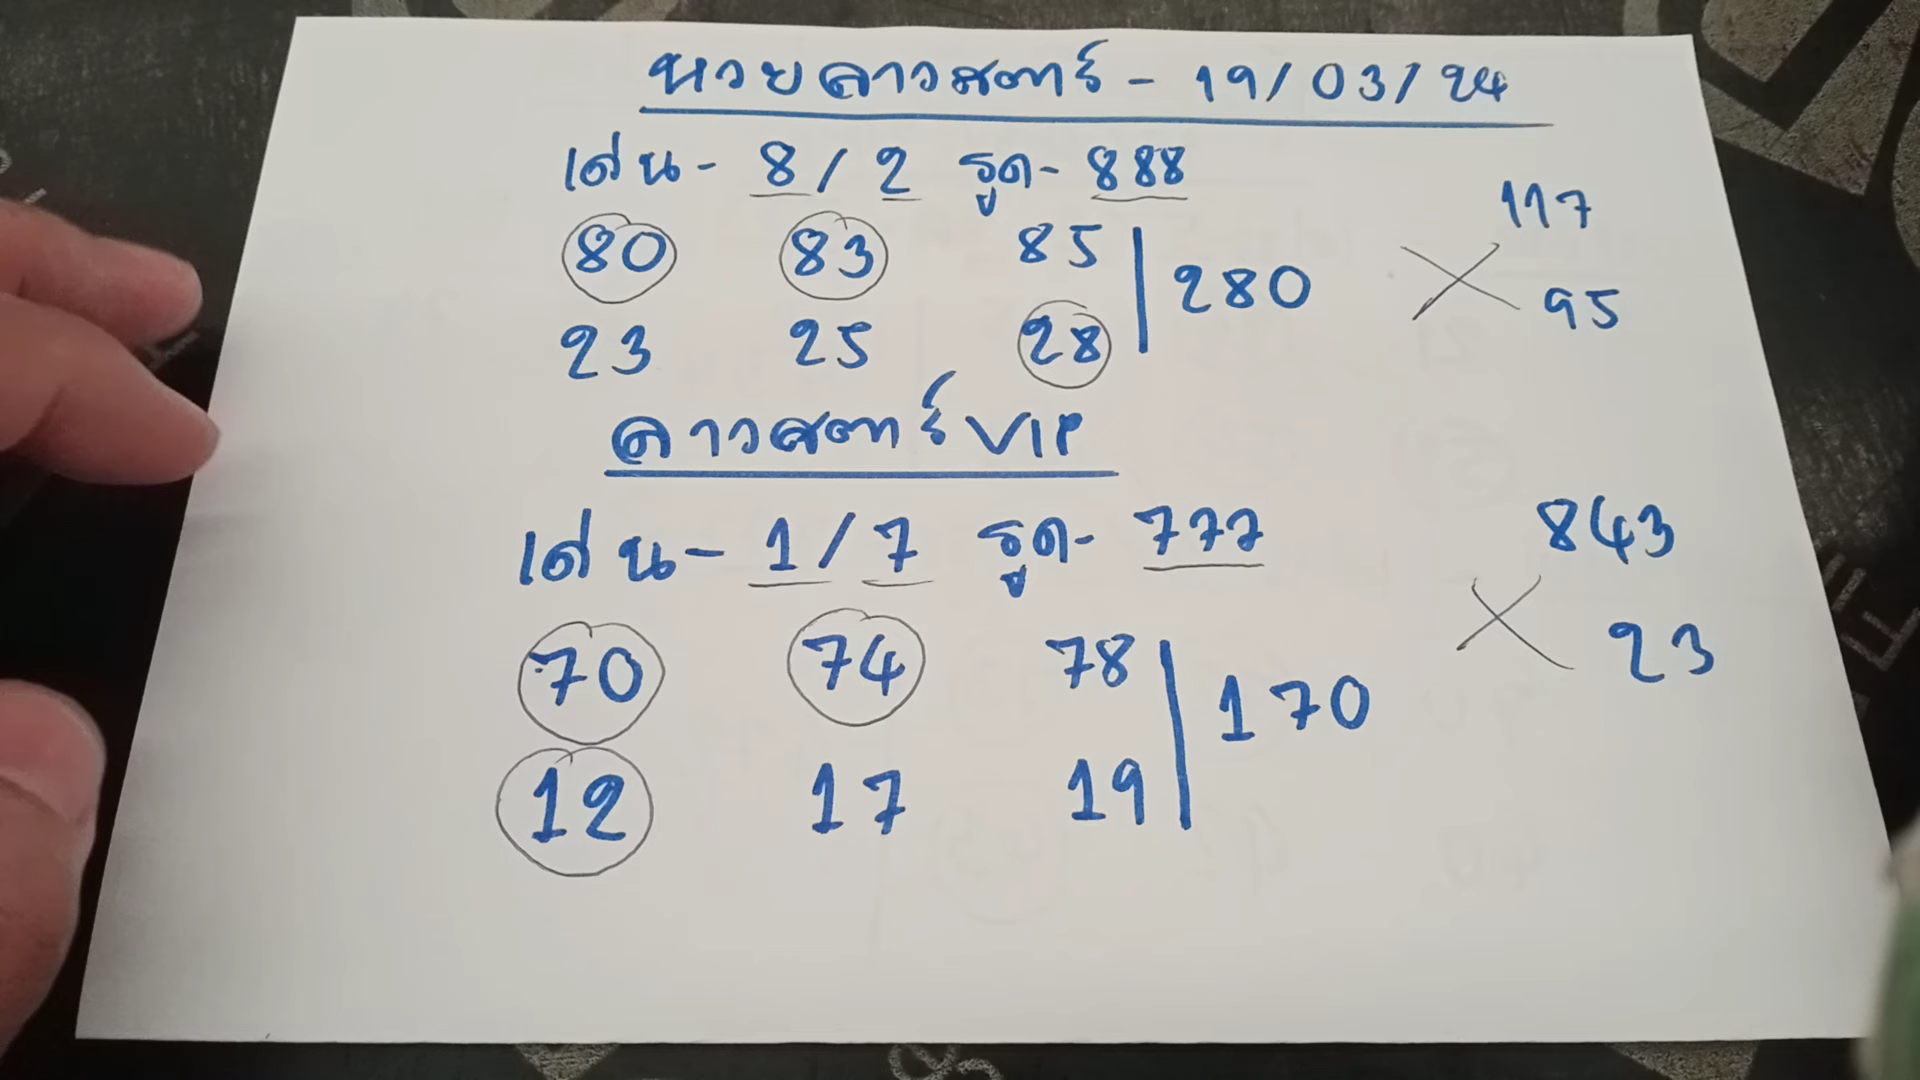 หวยลาวสตาร์ - 19/03/24
เด่น - 8/2 รูด - 888
117
80 83 85
280
95
23 25 28
ลาวสตาร์ VIP
เด่น - 1/7 รูด - 777
843
70 74 78
23
170
12 17 19